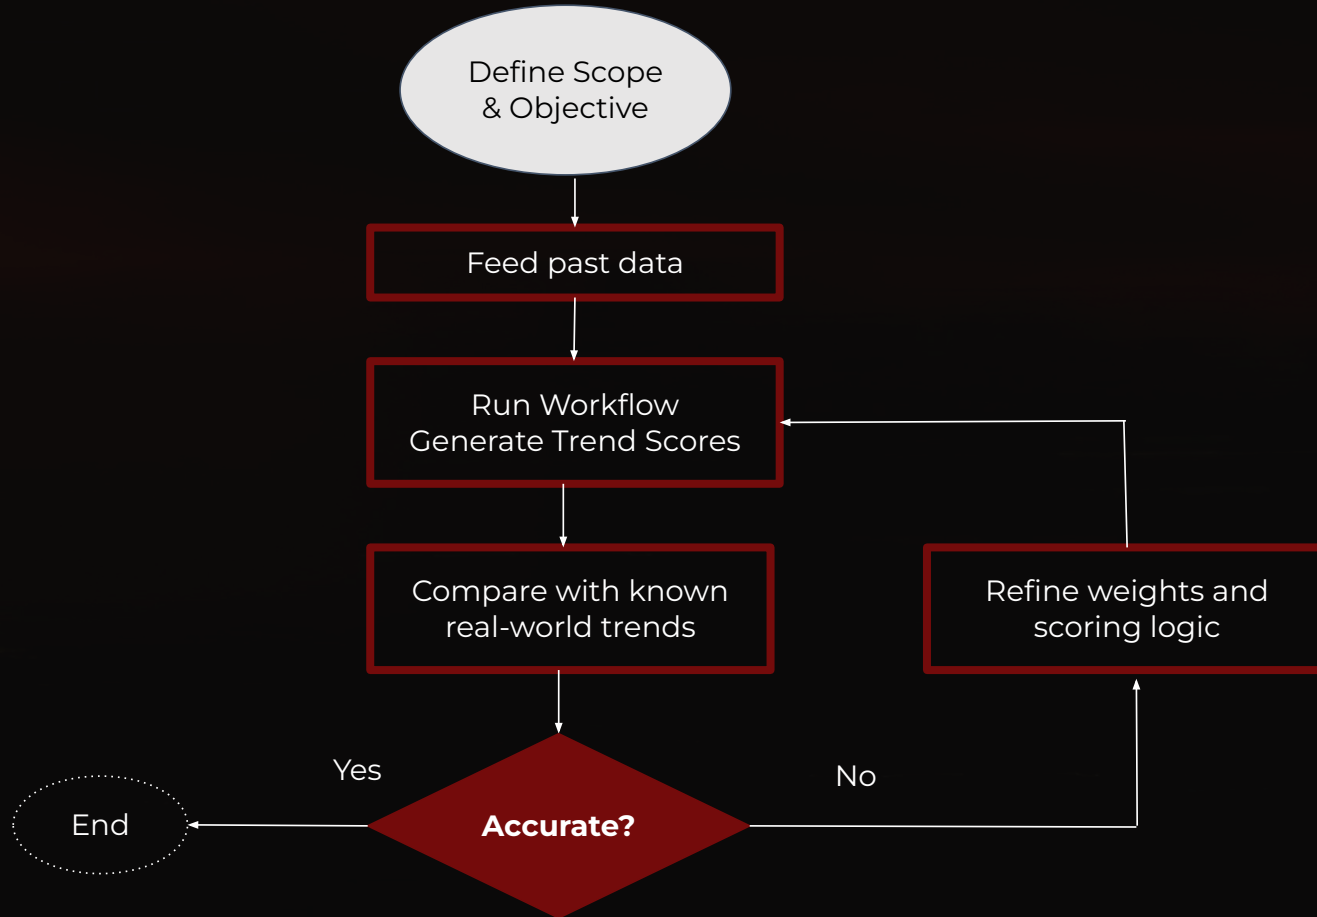 Define Scope
& Objective
Feed past data
Run Workflow
Generate Trend Scores
Compare with known
real-world trends
Refine weights and
scoring logic
Yes
No
End
Accurate?